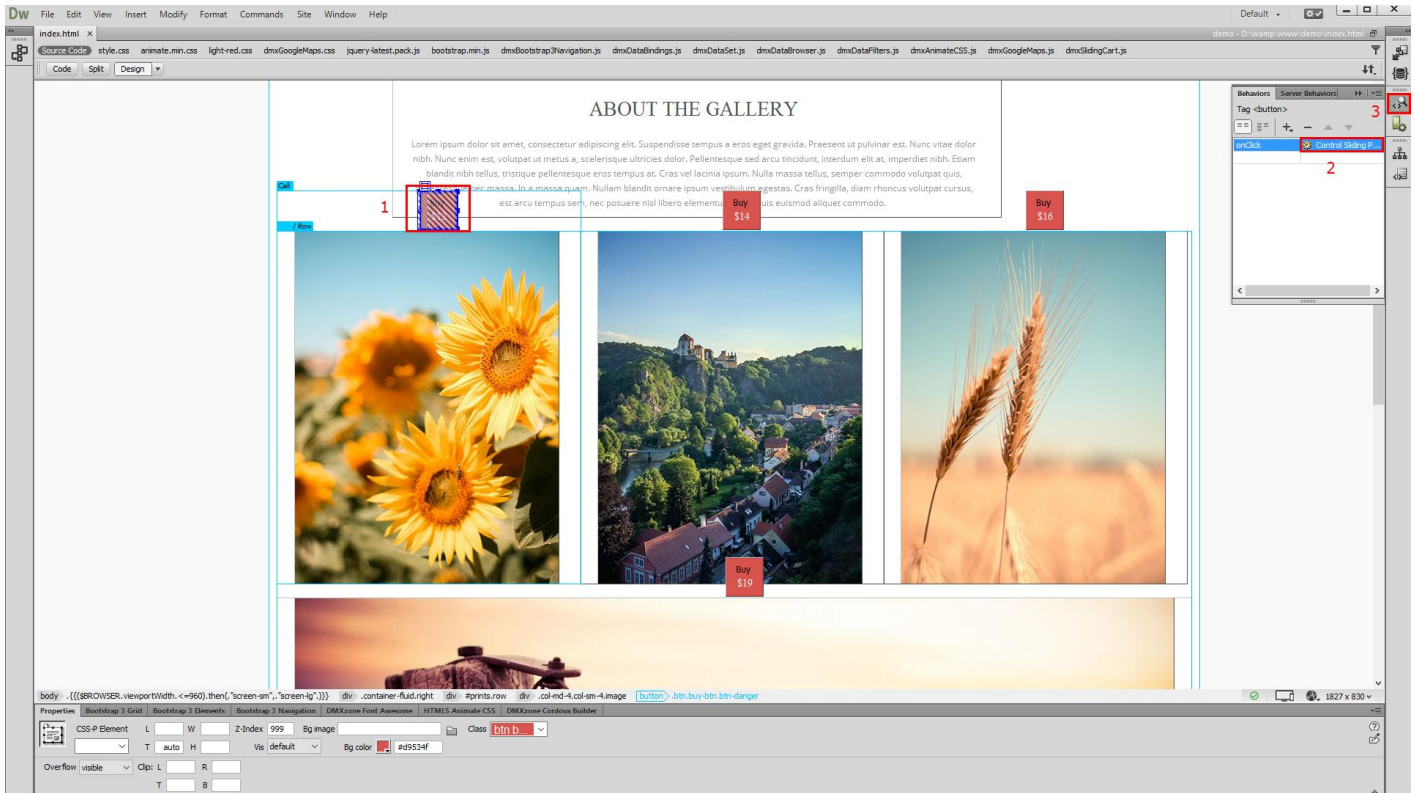 Dw File Edit View Insert Modify Format Commands Site Window Help Default
index.html × demo - D:\wamp\www\demo\index.html
Source Code style.css animate.min.css light-red.css dmxGoogleMaps.css jquery-latest.pack.js bootstrap.min.js dmxBootstrap3Navigation.js dmxDataBindings.js dmxDataSet.js dmxDataBrowser.js dmxDataFilters.js dmxAnimateCSS.js dmxGoogleMaps.js dmxSlidingCart.js
Code Split Design
Behaviors Server Behaviors
Tag <button>
3
onClick Control Sliding P...
2
ABOUT THE GALLERY
Lorem ipsum dolor sit amet, consectetur adipiscing elit. Suspendisse tempus a eros eget gravida. Praesent ut pulvinar est. Nunc vitae dolor
nibh. Nunc enim est, volutpat ut metus a, scelerisque ultricies dolor. Pellentesque sed arcu tincidunt, interdum elit at, imperdiet nibh. Etiam
blandit nibh tellus, tristique pellentesque eros tempus at. Cras vel lacinia ipsum. Nulla massa tellus, semper commodo volutpat quis,
nec massa. In a massa quam. Nullam blandit ornare ipsum vestibulum egestas. Cras fringilla, diam rhoncus volutpat cursus,
est arcu tempus sem, nec posuere nisl libero elementu uis euismod aliquet commodo.
Cell
1
/ Row
Buy
$14
Buy
$16
Buy
$19
body .{{($BROWSER.viewportWidth.<=960).then(,"screen-sm",."screen-lg".)}} div .container-fluid.right div #prints.row div .col-md-4.col-sm-4.image button .btn.buy-btn.btn-danger 1827 x 830
Properties Bootstrap 3 Grid Bootstrap 3 Elements Bootstrap 3 Navigation DMXzone Font Awesome HTML5 Animate CSS DMXzone Cordova Builder
CSS-P Element L W Z-Index 999 Bg image Class btn b...
T auto H Vis default Bg color #d9534f
Overflow visible Clip: L R
T B